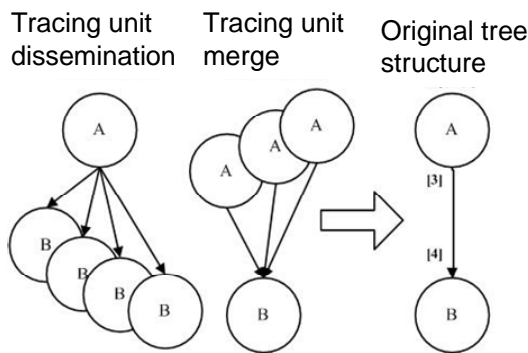 Tracing unit
dissemination
Tracing unit
merge
Original tree
structure
A
B
B
B
B
A
A
A
B
A
[3]
[4]
B